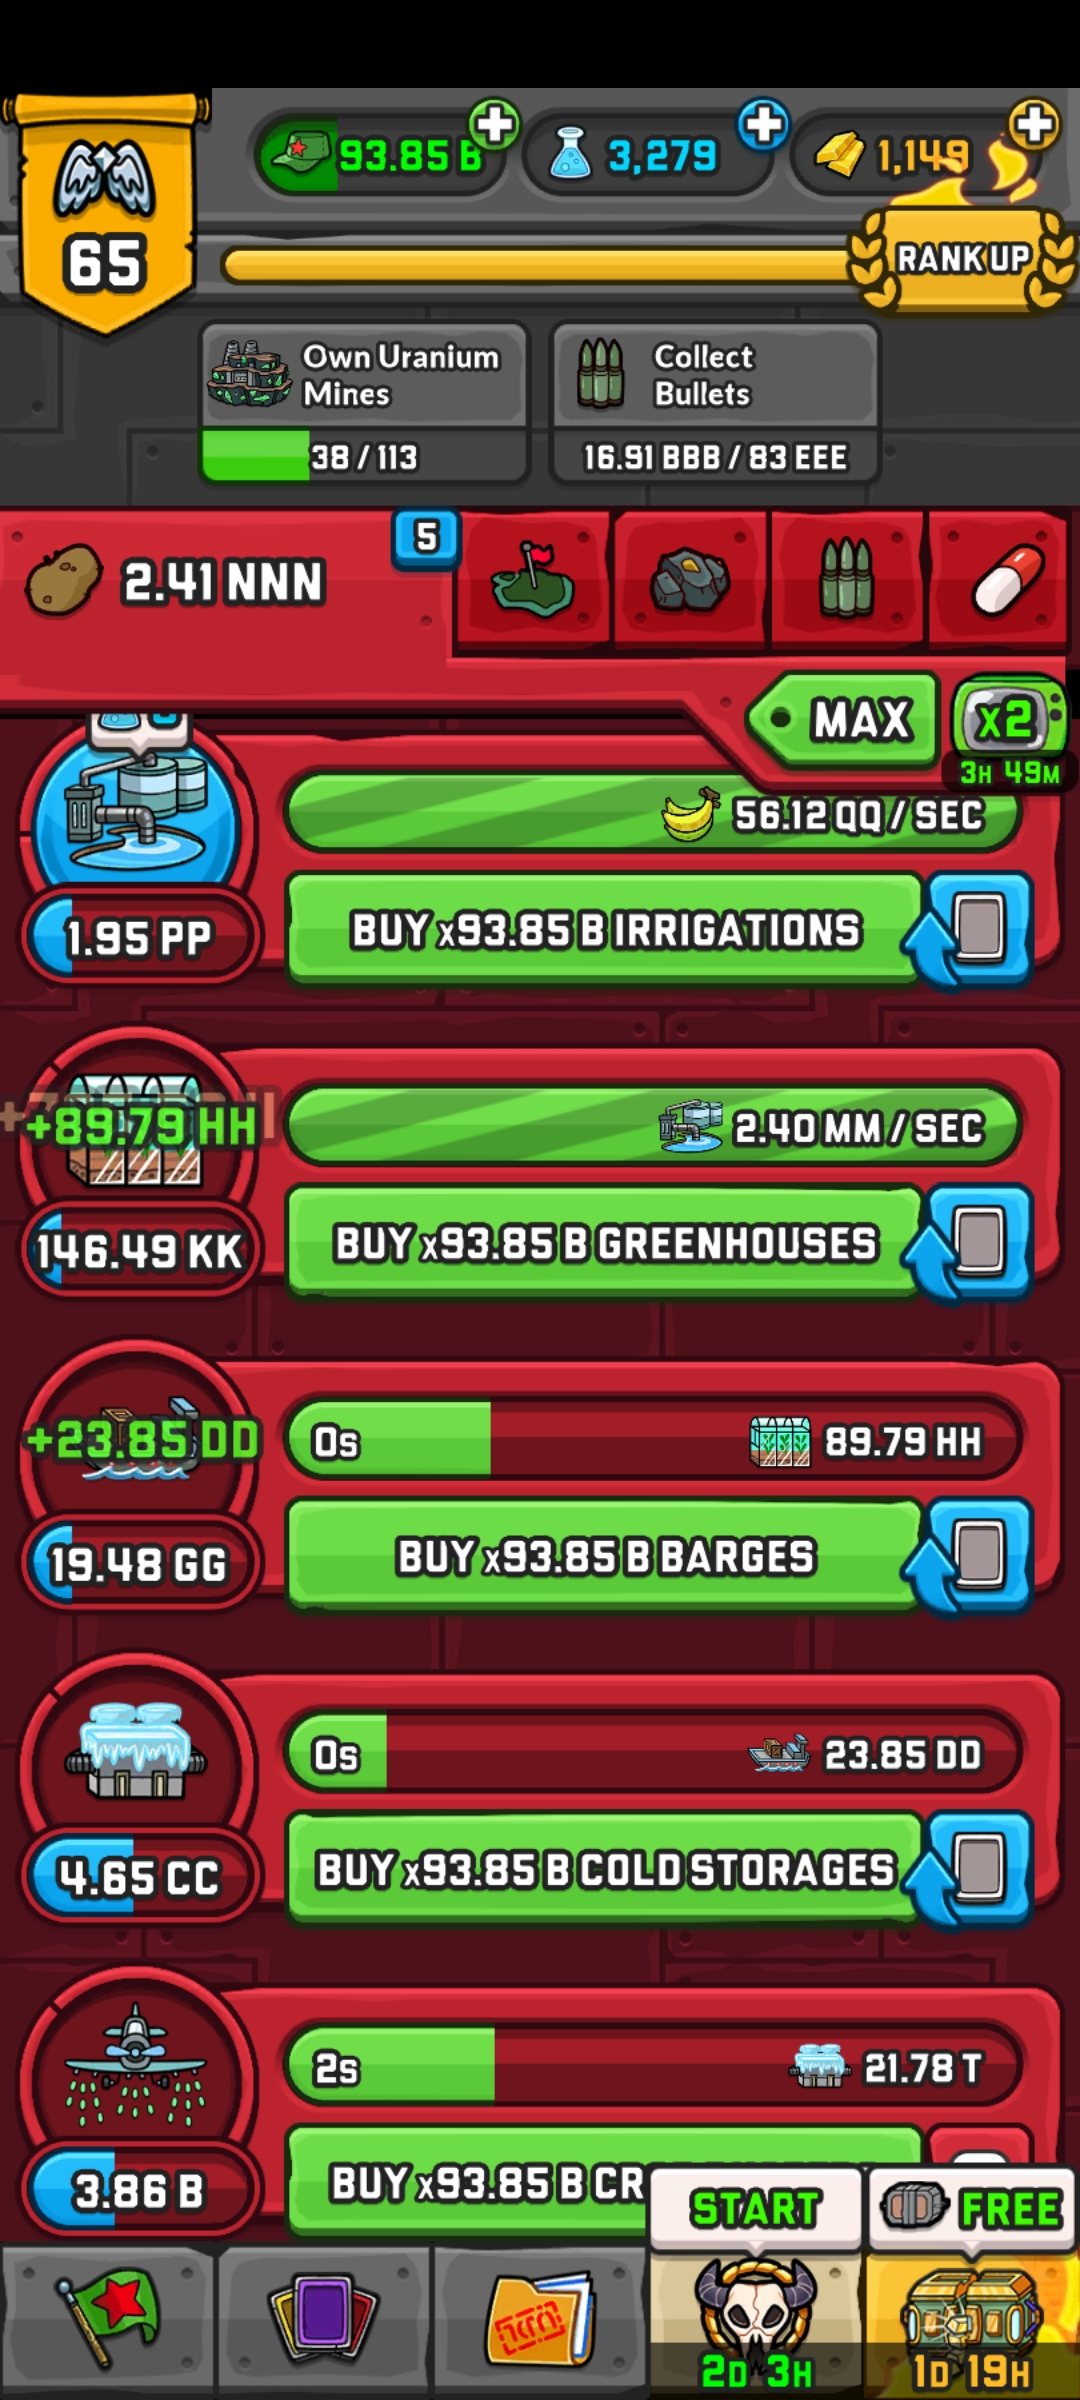 93.85 B
3,279
1,149
65
RANK UP
Own Uranium
Mines
38 / 113
Collect
Bullets
16.91 BBB / 83 EEE
2.41 NNN
5
MAX
x2
3H 49M
56.12 QQ / SEC
1.95 PP
BUY x93.85 B IRRIGATIONS
+89.79 HH
2.40 MM / SEC
146.49 KK
BUY x93.85 B GREENHOUSES
+23.85 DD
0s
89.79 HH
19.48 GG
BUY x93.85 B BARGES
0s
23.85 DD
4.65 CC
BUY x93.85 B COLD STORAGES
2s
21.78 T
3.86 B
BUY x93.85 B CR
START
FREE
2D 3H
1D 19H